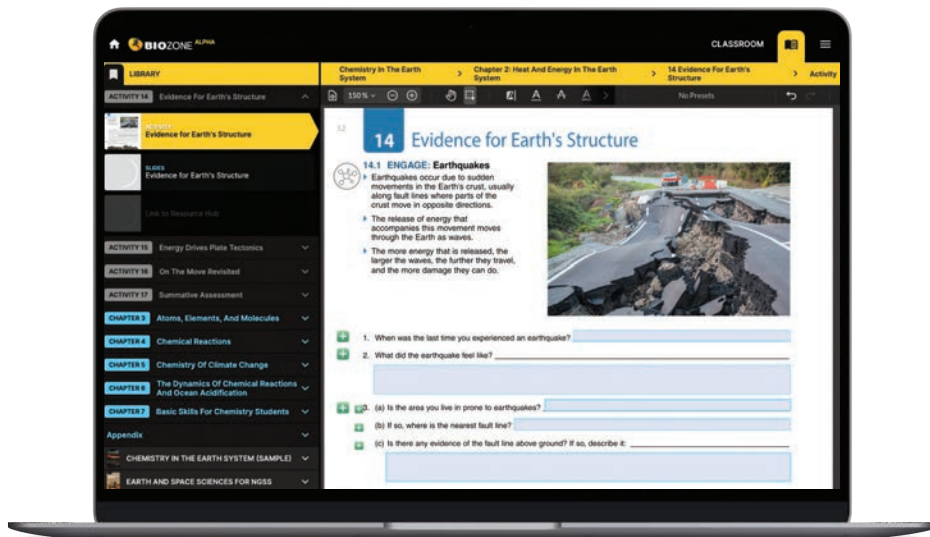 BIOZONE ALPHA
CLASSROOM
LIBRARY
Chemistry In The Earth System > Chapter 2: Heat And Energy In The Earth System > 14 Evidence For Earth's Structure > Activity
ACTIVITY 14 Evidence For Earth's Structure
150% No Presets
ACTIVITY
Evidence for Earth's Structure
SLIDES
Evidence for Earth's Structure
Link to Resource Hub
ACTIVITY 15 Energy Drives Plate Tectonics
ACTIVITY 16 On The Move Revisited
ACTIVITY 17 Summative Assessment
CHAPTER 3 Atoms, Elements, And Molecules
CHAPTER 4 Chemical Reactions
CHAPTER 5 Chemistry Of Climate Change
CHAPTER 6 The Dynamics Of Chemical Reactions And Ocean Acidification
CHAPTER 7 Basic Skills For Chemistry Students
Appendix
CHEMISTRY IN THE EARTH SYSTEM (SAMPLE)
EARTH AND SPACE SCIENCES FOR NGSS
52
14 Evidence for Earth's Structure
14.1 ENGAGE: Earthquakes
Earthquakes occur due to sudden
movements in the Earth's crust, usually
along fault lines where parts of the
crust move in opposite directions.
The release of energy that
accompanies this movement moves
through the Earth as waves.
The more energy that is released, the
larger the waves, the further they travel,
and the more damage they can do.
1. When was the last time you experienced an earthquake?
2. What did the earthquake feel like?
3. (a) Is the area you live in prone to earthquakes?
(b) If so, where is the nearest fault line?
(c) Is there any evidence of the fault line above ground? If so, describe it: